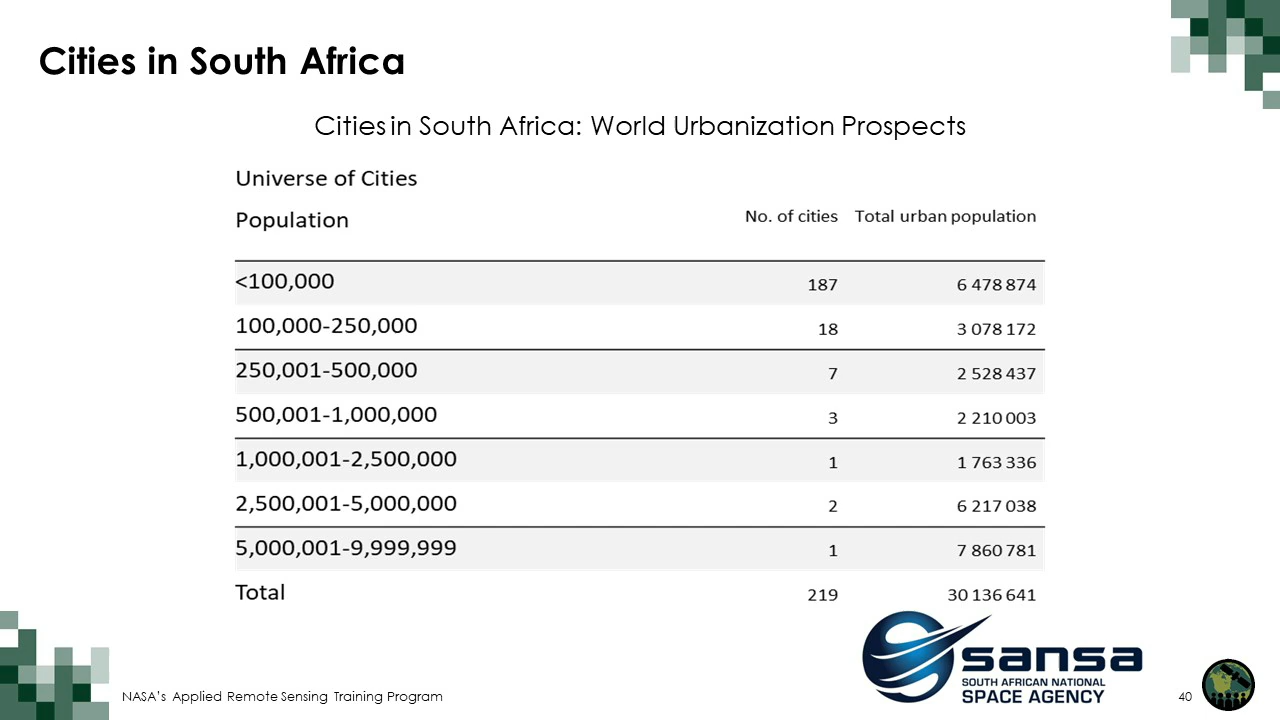 Cities in South Africa
Cities in South Africa: World Urbanization Prospects
Universe of Cities
Population No. of cities Total urban population
<100,000 187 6 478 874
100,000-250,000 18 3 078 172
250,001-500,000 7 2 528 437
500,001-1,000,000 3 2 210 003
1,000,001-2,500,000 1 1 763 336
2,500,001-5,000,000 2 6 217 038
5,000,001-9,999,999 1 7 860 781
Total 219 30 136 641
sansa
SOUTH AFRICAN NATIONAL
SPACE AGENCY
NASA's Applied Remote Sensing Training Program 40